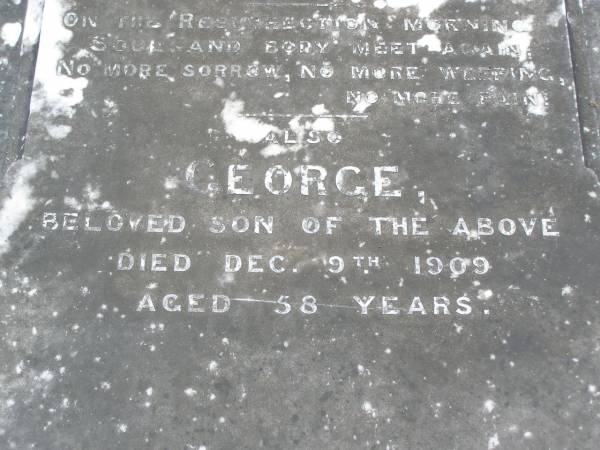 ON THE RESURRECTION MORNING
SOUL AND BODY MEET AGAIN,
NO MORE SORROW, NO MORE WEEPING,
NO MORE PAIN.
ALSO
GEORGE,
BELOVED SON OF THE ABOVE
DIED DEC. 9TH 1909
AGED 58 YEARS.